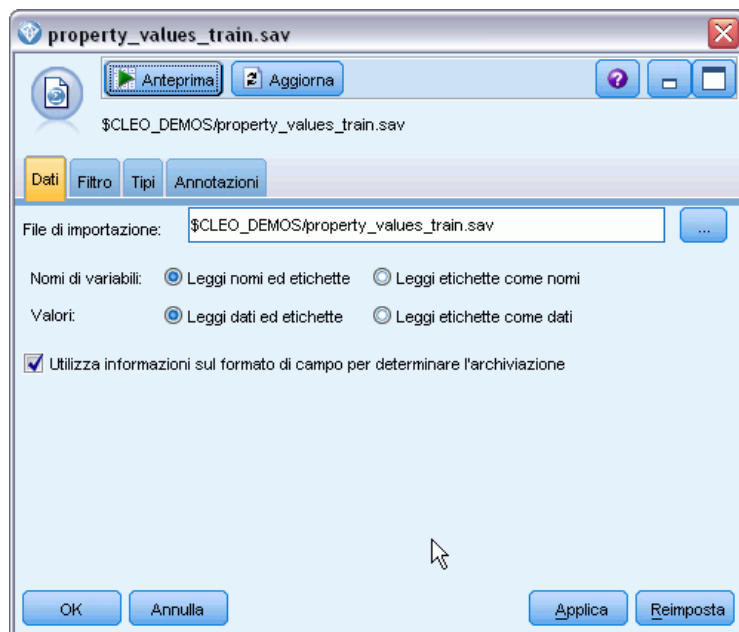 property_values_train.sav
Anteprima Aggiorna ?
$CLEO_DEMOS/property_values_train.sav
Dati Filtro Tipi Annotazioni
File di importazione: $CLEO_DEMOS/property_values_train.sav ...
Nomi di variabili: Leggi nomi ed etichette Leggi etichette come nomi
Valori: Leggi dati ed etichette Leggi etichette come dati
Utilizza informazioni sul formato di campo per determinare l'archiviazione
OK Annulla Applica Reimposta